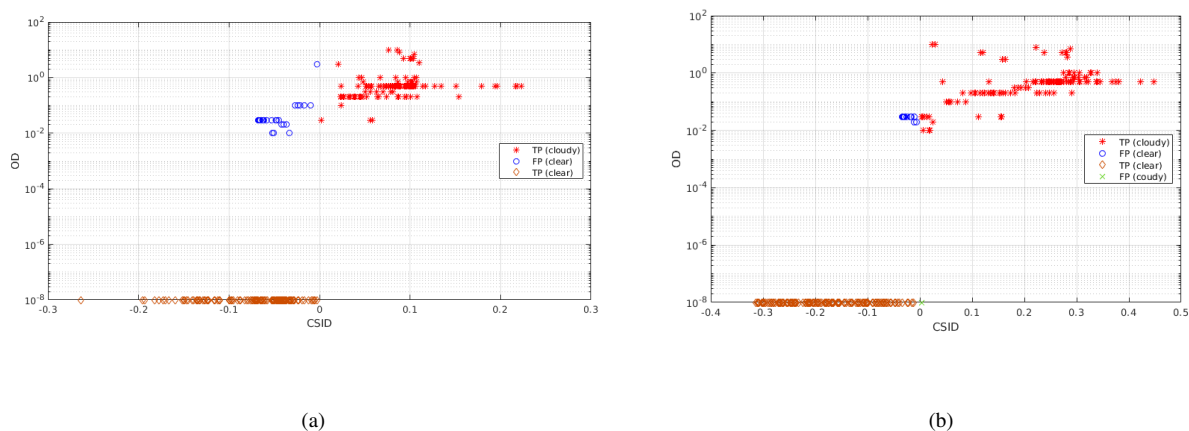 10^2
10^0
10^-2
10^-4
10^-6
10^-8
OD
-0.3 -0.2 -0.1 0 0.1 0.2 0.3
CSID
TP (cloudy)
FP (clear)
TP (clear)
(a)
10^2
10^0
10^-2
10^-4
10^-6
10^-8
OD
-0.4 -0.3 -0.2 -0.1 0 0.1 0.2 0.3 0.4 0.5
CSID
TP (cloudy)
FP (clear)
TP (clear)
FP (coudy)
(b)